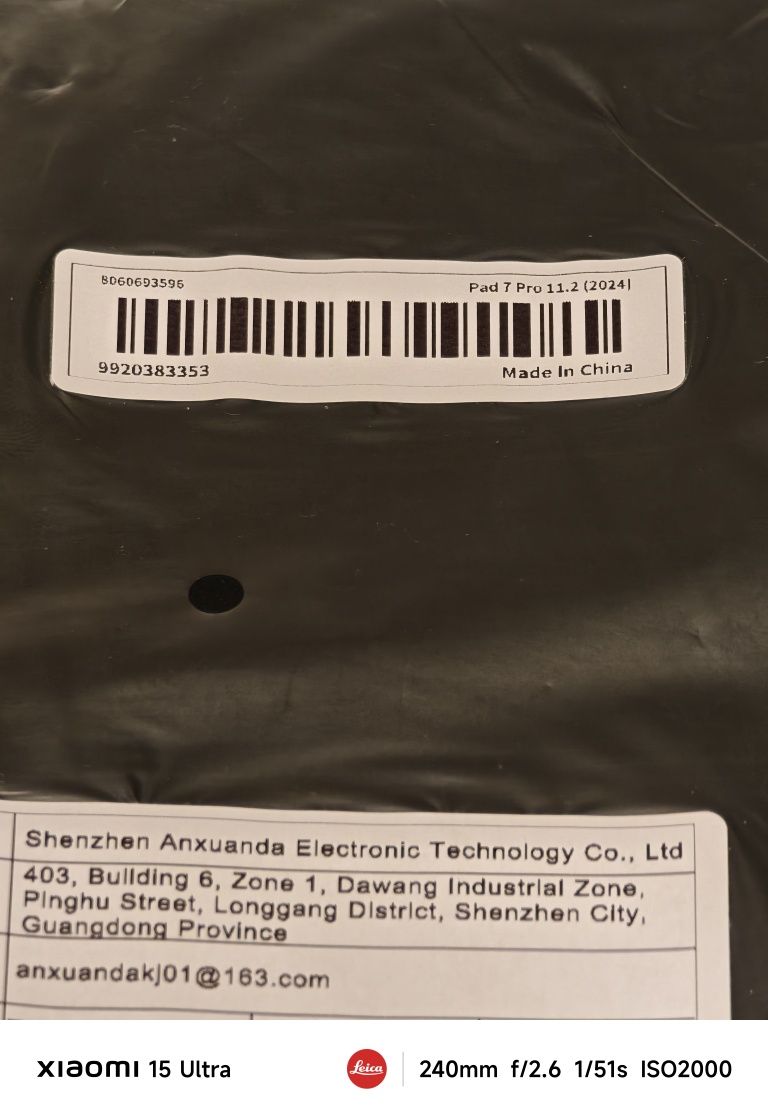 B060693596
Pad 7 Pro 11.2 (2024)
9920383353
Made In China
Shenzhen Anxuanda Electronic Technology Co., Ltd
403, Building 6, Zone 1, Dawang Industrial Zone,
Pinghu Street, Longgang District, Shenzhen City,
Guangdong Province
anxuandakj01@163.com
xiaomi 15 Ultra
Leica
240mm f/2.6 1/51s ISO2000